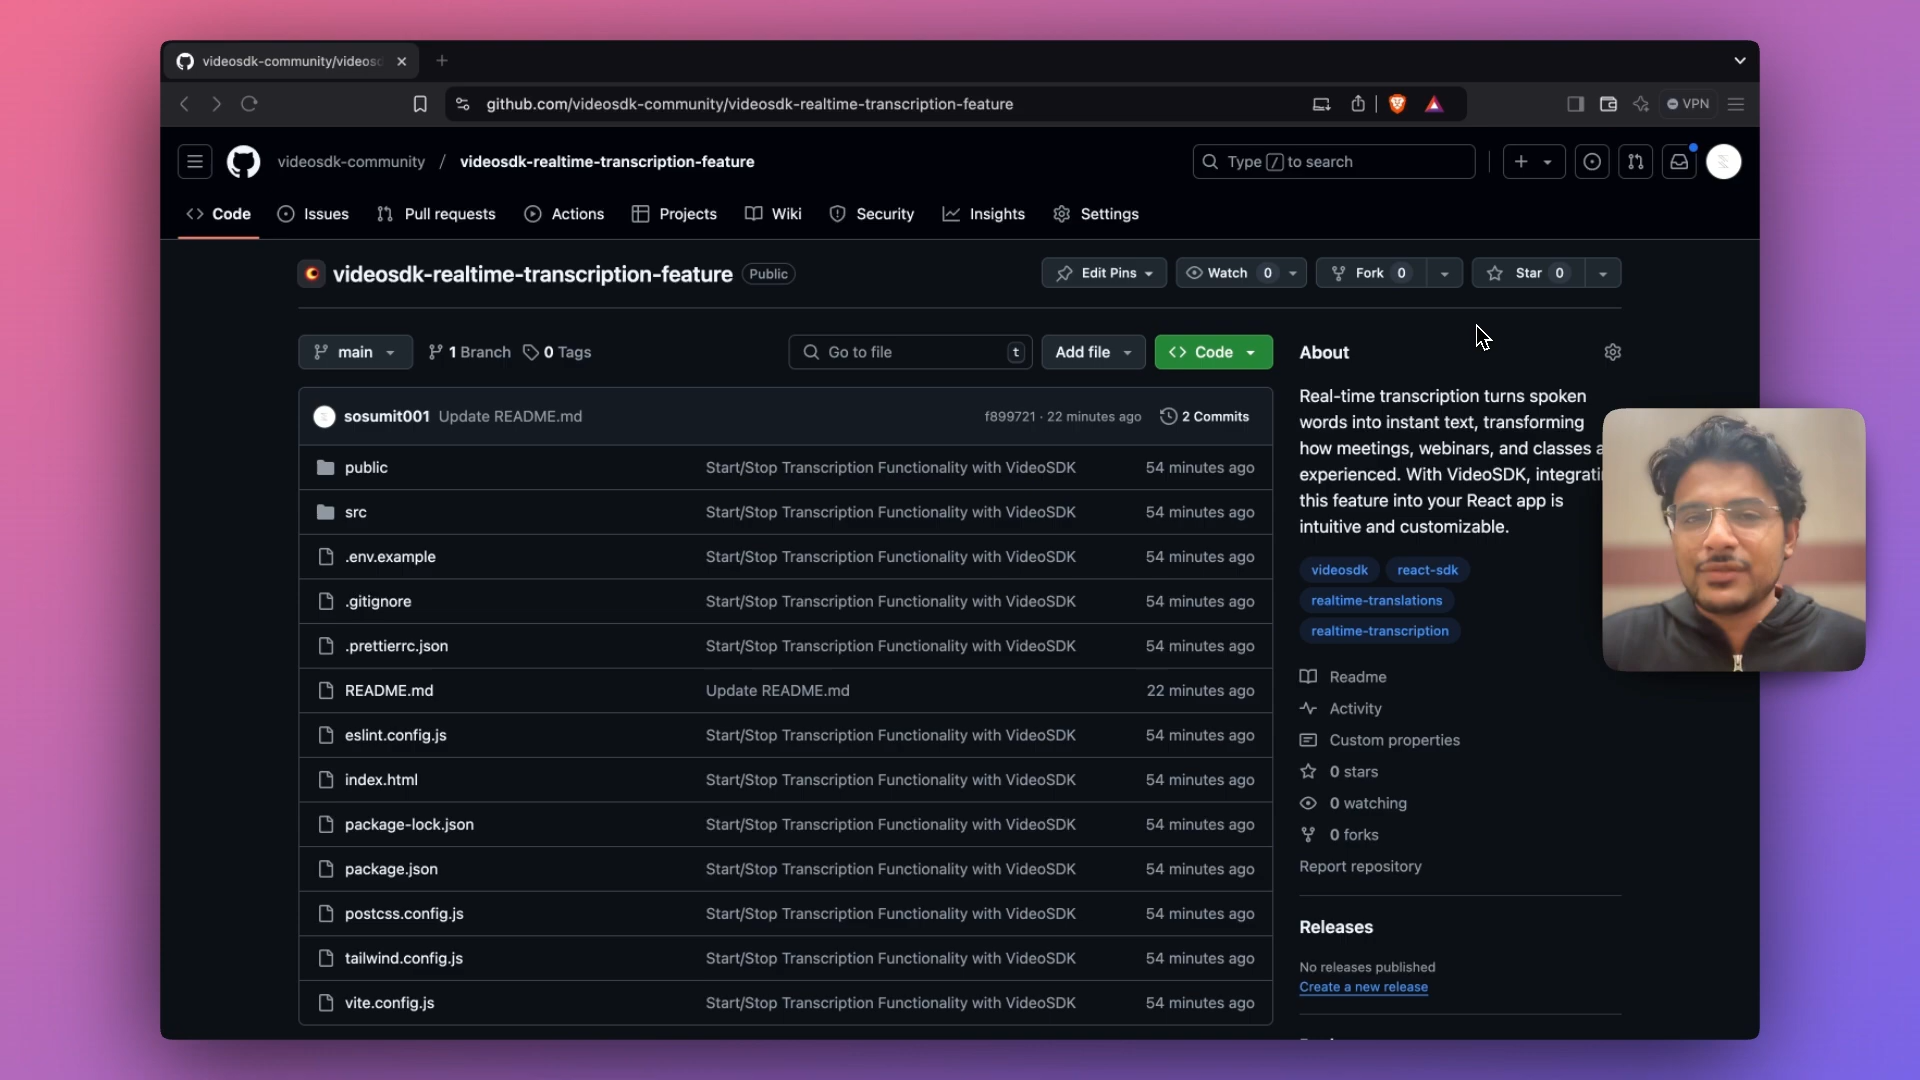 videosdk-community/videosd
github.com/videosdk-community/videosdk-realtime-transcription-feature
VPN
videosdk-community / videosdk-realtime-transcription-feature
Type / to search
Code Issues Pull requests Actions Projects Wiki Security Insights Settings
videosdk-realtime-transcription-feature Public
Edit Pins Watch 0 Fork 0 Star 0
main 1 Branch 0 Tags Go to file t Add file Code
sosumit001 Update README.md f899721 · 22 minutes ago 2 Commits
public Start/Stop Transcription Functionality with VideoSDK 54 minutes ago
src Start/Stop Transcription Functionality with VideoSDK 54 minutes ago
.env.example Start/Stop Transcription Functionality with VideoSDK 54 minutes ago
.gitignore Start/Stop Transcription Functionality with VideoSDK 54 minutes ago
.prettierrc.json Start/Stop Transcription Functionality with VideoSDK 54 minutes ago
README.md Update README.md 22 minutes ago
eslint.config.js Start/Stop Transcription Functionality with VideoSDK 54 minutes ago
index.html Start/Stop Transcription Functionality with VideoSDK 54 minutes ago
package-lock.json Start/Stop Transcription Functionality with VideoSDK 54 minutes ago
package.json Start/Stop Transcription Functionality with VideoSDK 54 minutes ago
postcss.config.js Start/Stop Transcription Functionality with VideoSDK 54 minutes ago
tailwind.config.js Start/Stop Transcription Functionality with VideoSDK 54 minutes ago
vite.config.js Start/Stop Transcription Functionality with VideoSDK 54 minutes ago
About
Real-time transcription turns spoken
words into instant text, transforming
how meetings, webinars, and classes
experienced. With VideoSDK,
this feature into your React app is
intuitive and customizable.
videosdk react-sdk
realtime-translations
realtime-transcription
Readme
Activity
Custom properties
0 stars
0 watching
0 forks
Report repository
Releases
No releases published
Create a new release